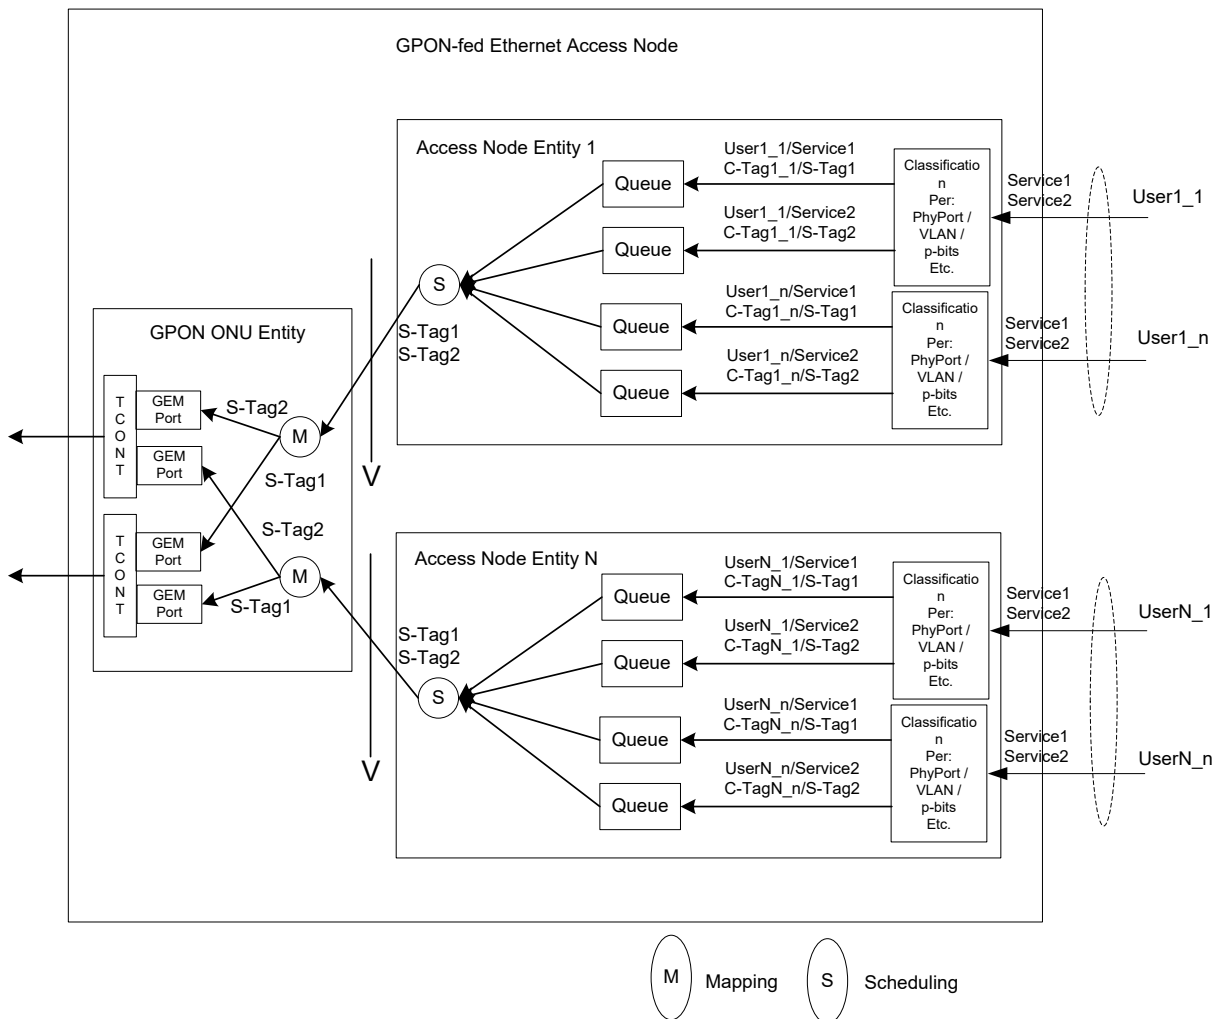 GPON-fed Ethernet Access Node
Access Node Entity 1
Queue
User1_1/Service1
C-Tag1_1/S-Tag1
Queue
User1_1/Service2
C-Tag1_1/S-Tag2
Queue
User1_n/Service1
C-Tag1_n/S-Tag1
Queue
User1_n/Service2
C-Tag1_n/S-Tag2
Classificatio
n
Per:
PhyPort /
VLAN /
p-bits
Etc.
Classificatio
n
Per:
PhyPort /
VLAN /
p-bits
Etc.
Service1
Service2
User1_1
Service1
Service2
User1_n
S
S-Tag1
S-Tag2
V
GPON ONU Entity
T
C
O
N
T
GEM
Port
GEM
Port
S-Tag2
M
S-Tag1
S-Tag2
T
C
O
N
T
GEM
Port
GEM
Port
M
S-Tag1
Access Node Entity N
Queue
UserN_1/Service1
C-TagN_1/S-Tag1
Queue
UserN_1/Service2
C-TagN_1/S-Tag2
Queue
UserN_n/Service1
C-TagN_n/S-Tag1
Queue
UserN_n/Service2
C-TagN_n/S-Tag2
Classificatio
n
Per:
PhyPort /
VLAN /
p-bits
Etc.
Classificatio
n
Per:
PhyPort /
VLAN /
p-bits
Etc.
Service1
Service2
UserN_1
Service1
Service2
UserN_n
S-Tag1
S-Tag2
S
V
M
Mapping
S
Scheduling